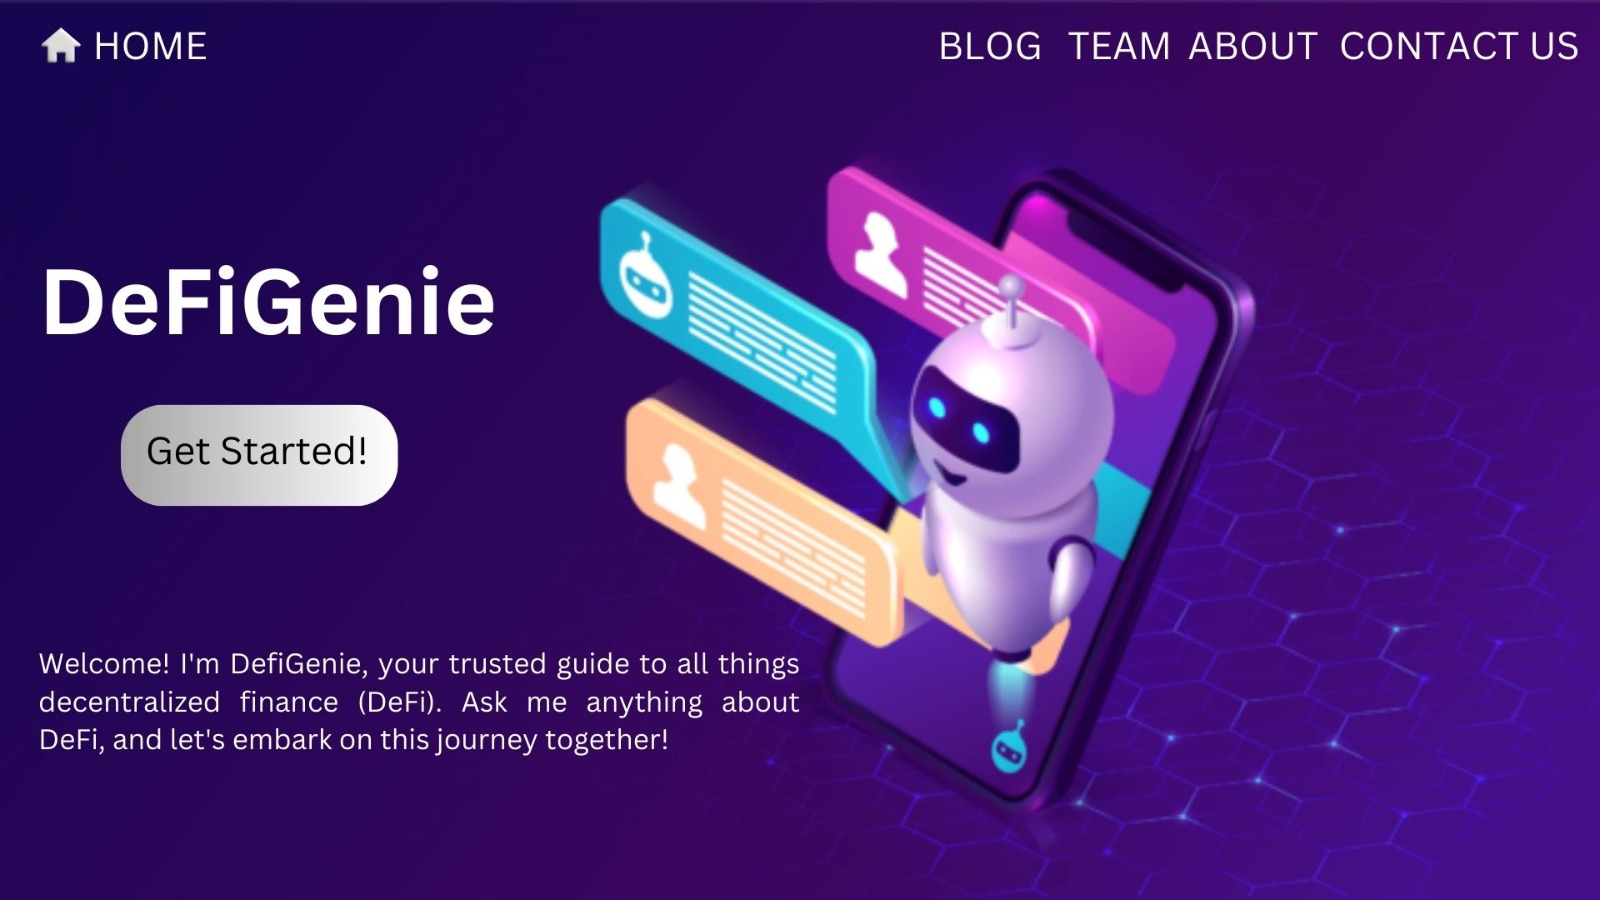 HOME
BLOG TEAM ABOUT CONTACT US
DeFiGenie
Get Started!
Welcome! I'm DefiGenie, your trusted guide to all things
decentralized finance (DeFi). Ask me anything about
DeFi, and let's embark on this journey together!